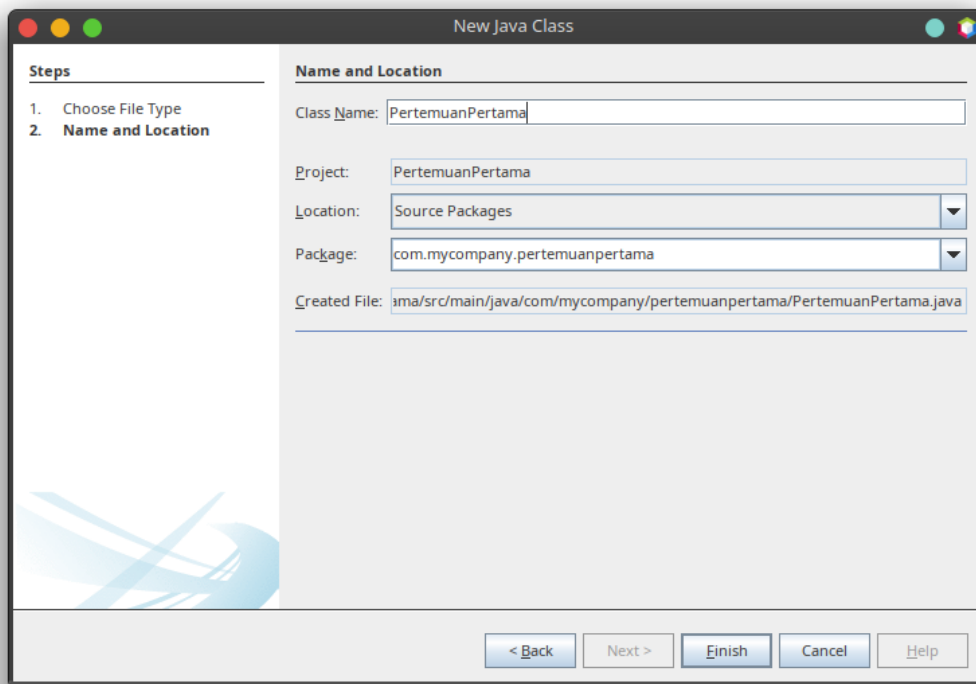 New Java Class
Steps
1. Choose File Type
2. Name and Location
Name and Location
Class Name: PertemuanPertama
Project: PertemuanPertama
Location: Source Packages
Package: com.mycompany.pertemuanpertama
Created File: ama/src/main/java/com/mycompany/pertemuanpertama/PertemuanPertama.java
< Back Next > Finish Cancel Help